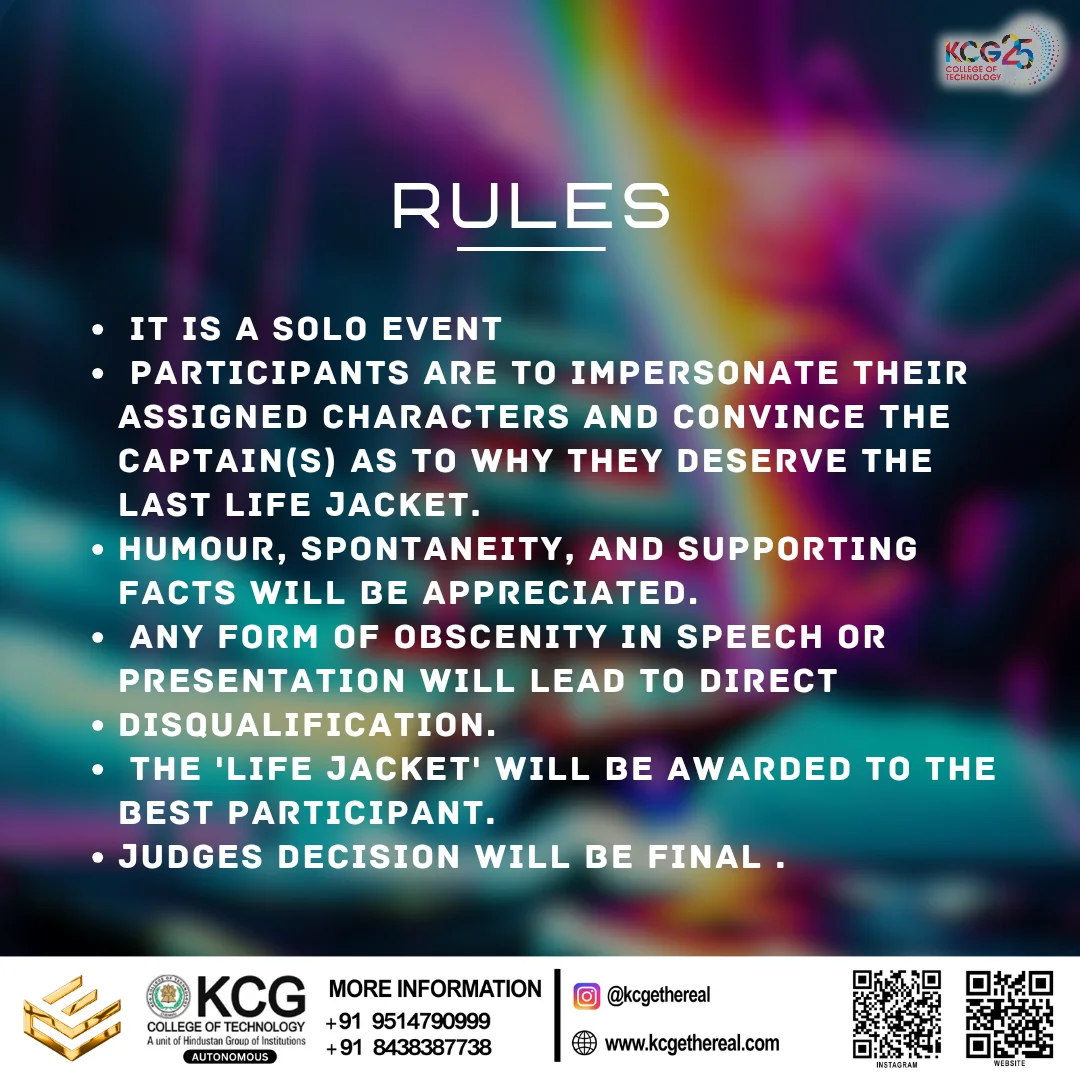 KCG25
COLLEGE OF
TECHNOLOGY
RULES
• IT IS A SOLO EVENT
• PARTICIPANTS ARE TO IMPERSONATE THEIR
ASSIGNED CHARACTERS AND CONVINCE THE
CAPTAIN(S) AS TO WHY THEY DESERVE THE
LAST LIFE JACKET.
• HUMOUR, SPONTANEITY, AND SUPPORTING
FACTS WILL BE APPRECIATED.
• ANY FORM OF OBSCENITY IN SPEECH OR
PRESENTATION WILL LEAD TO DIRECT
• DISQUALIFICATION.
• THE 'LIFE JACKET' WILL BE AWARDED TO THE
BEST PARTICIPANT.
• JUDGES DECISION WILL BE FINAL .
KCG
COLLEGE OF TECHNOLOGY
A unit of Hindustan Group of Institutions
AUTONOMOUS
MORE INFORMATION
+91 9514790999
+91 8438387738
@kcgethereal
www.kcgethereal.com
INSTAGRAM
WEBSITE